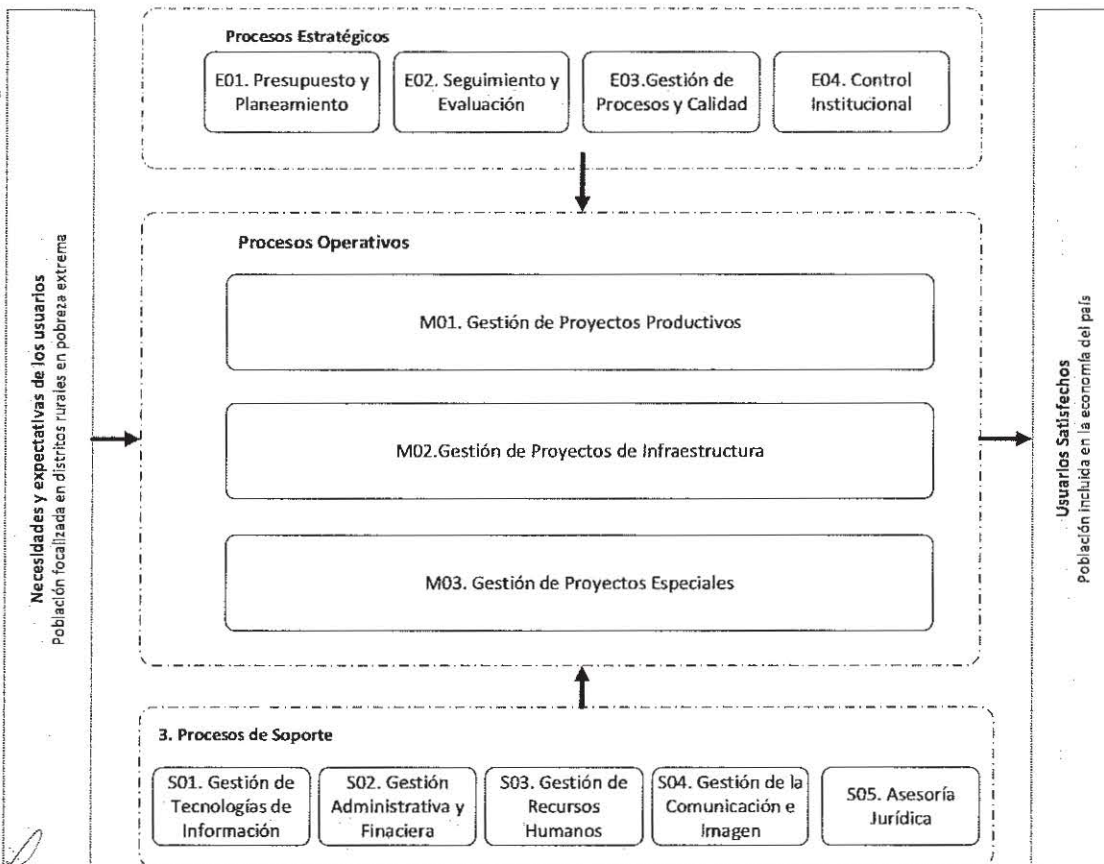 Procesos Estratégicos
E01. Presupuesto y
Planeamiento
E02. Seguimiento y
Evaluación
E03.Gestión de
Procesos y Calidad
E04. Control
Institucional
Necesidades y expectativas de los usuarios
Población focalizada en distritos rurales en pobreza extrema
Procesos Operativos
M01. Gestión de Proyectos Productivos
M02.Gestión de Proyectos de Infraestructura
M03. Gestión de Proyectos Especiales
Usuarios Satisfechos
Población incluida en la economía del país
3. Procesos de Soporte
S01. Gestión de
Tecnologías de
Información
S02. Gestión
Administrativa y
Finaciera
S03. Gestión de
Recursos
Humanos
S04. Gestión de la
Comunicación e
Imagen
S05. Asesoría
Jurídica